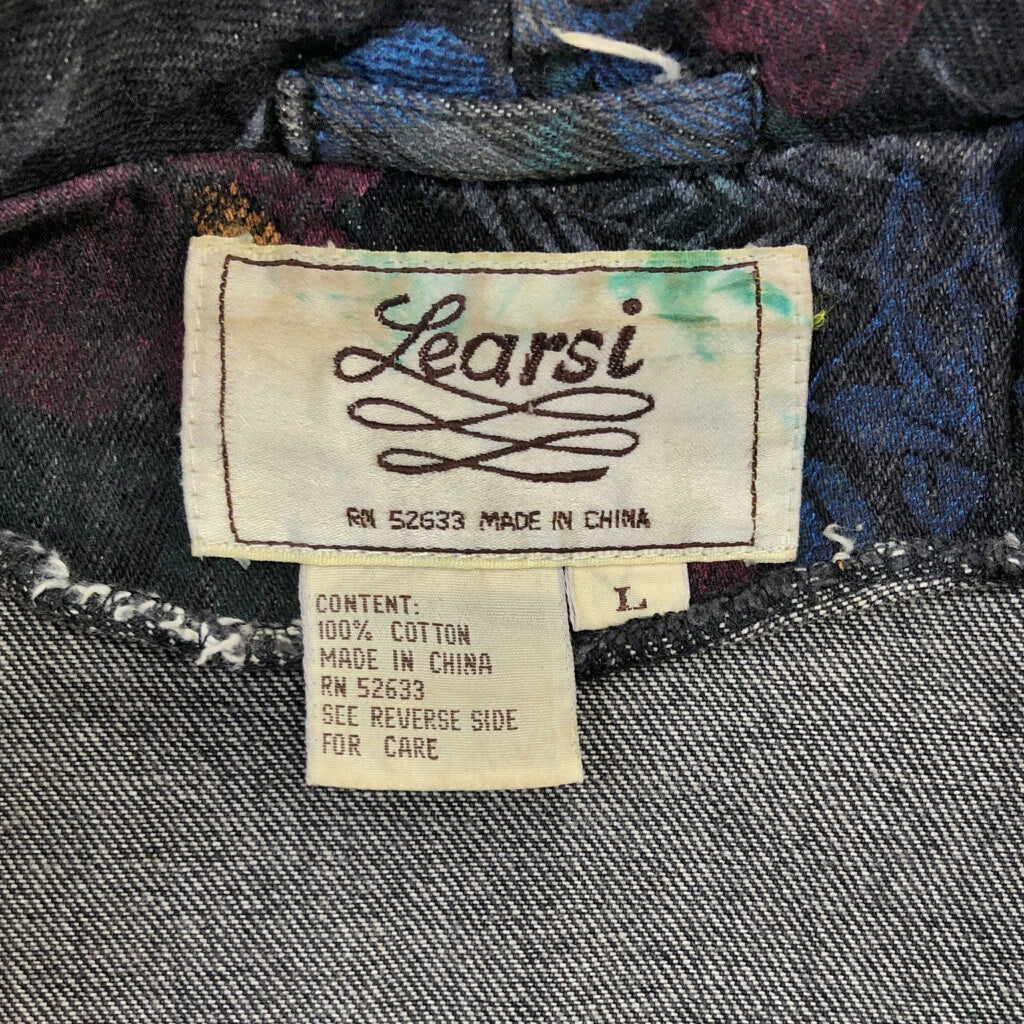 Learsi
RN 52633 MADE IN CHINA
L
CONTENT:
100% COTTON
MADE IN CHINA
RN 52633
SEE REVERSE SIDE
FOR CARE